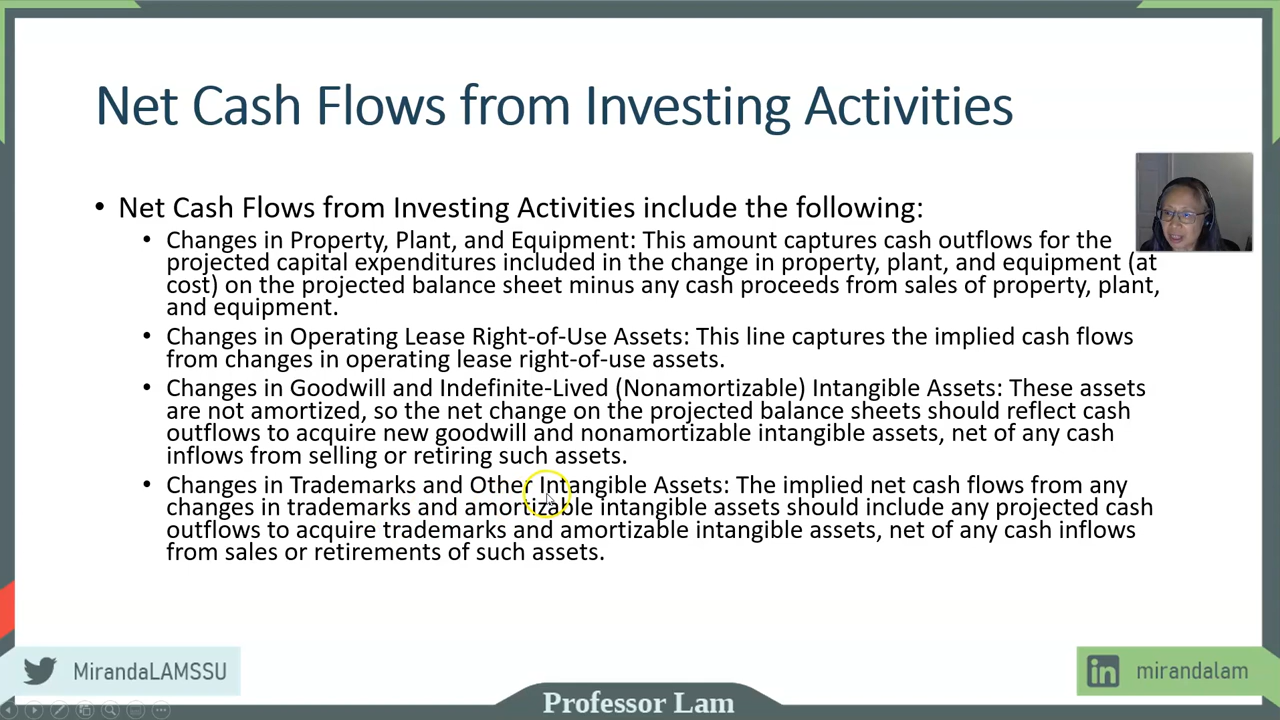 Net Cash Flows from Investing Activities
• Net Cash Flows from Investing Activities include the following:
• Changes in Property, Plant, and Equipment: This amount captures cash outflows for the
projected capital expenditures included in the change in property, plant, and equipment (at
cost) on the projected balance sheet minus any cash proceeds from sales of property, plant,
and equipment.
• Changes in Operating Lease Right-of-Use Assets: This line captures the implied cash flows
from changes in operating lease right-of-use assets.
• Changes in Goodwill and Indefinite-Lived (Nonamortizable) Intangible Assets: These assets
are not amortized, so the net change on the projected balance sheets should reflect cash
outflows to acquire new goodwill and nonamortizable intangible assets, net of any cash
inflows from selling or retiring such assets.
• Changes in Trademarks and Other Intangible Assets: The implied net cash flows from any
changes in trademarks and amortizable intangible assets should include any projected cash
outflows to acquire trademarks and amortizable intangible assets, net of any cash inflows
from sales or retirements of such assets.
MirandaLAMSSU
in mirandalam
Professor Lam